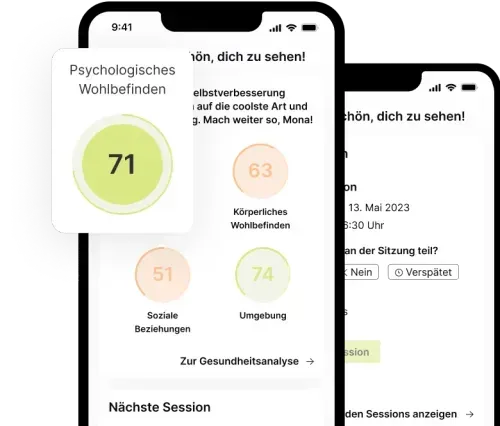 9:41
Psychologisches
Wohlbefinden
71
hön, dich zu sehen!
elbstverbesserung
auf die coolste Art und
g. Mach weiter so, Mona!
63
Körperliches
Wohlbefinden
51
Soziale
Beziehungen
74
Umgebung
Zur Gesundheitsanalyse →
Nächste Session
chön, dich zu sehen!
n
on
13. Mai 2023
6:30 Uhr
an der Sitzung teil?
Nein
Verspätet
s
ssion
den Sessions anzeigen →